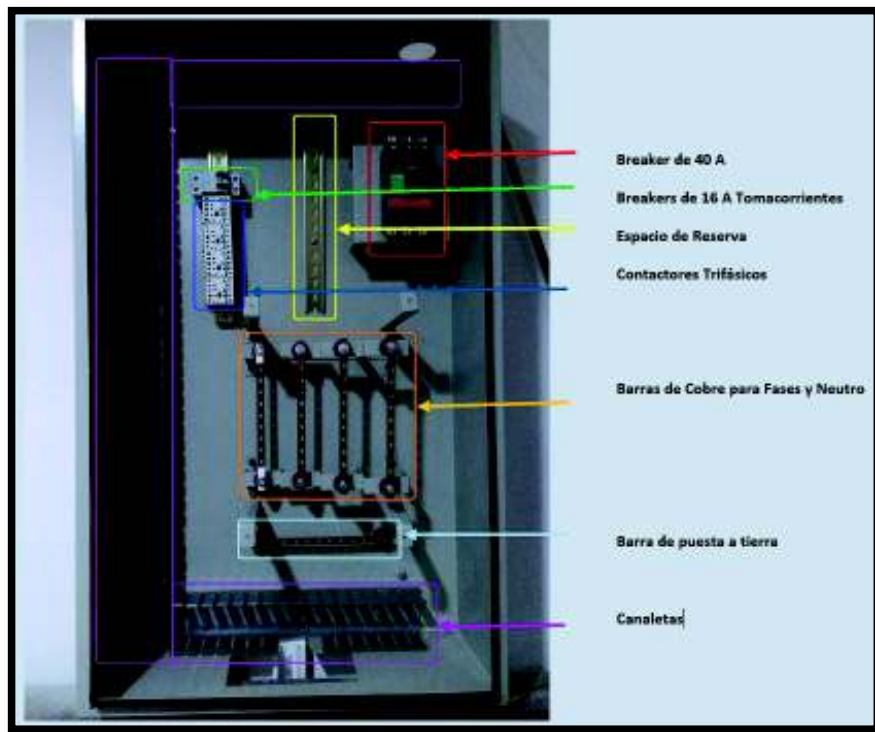 Breaker de 40 A
Breakers de 16 A Tomacorrientes
Espacio de Reserva
Contactores Trifásicos
Barras de Cobre para Fases y Neutro
Barra de puesta a tierra
Canaletas